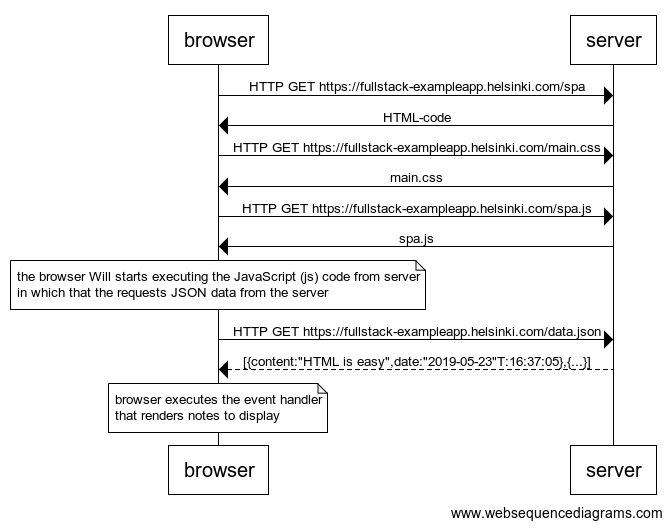 browser
server
HTTP GET https://fullstack-exampleapp.helsinki.com/spa
HTML-code
HTTP GET https://fullstack-exampleapp.helsinki.com/main.css
main.css
HTTP GET https://fullstack-exampleapp.helsinki.com/spa.js
spa.js
the browser Will starts executing the JavaScript (js) code from server
in which that the requests JSON data from the server
HTTP GET https://fullstack-exampleapp.helsinki.com/data.json
[{content:"HTML is easy",date:"2019-05-23"T:16:37:05},{...}]
browser executes the event handler
that renders notes to display
browser
server
www.websequencediagrams.com